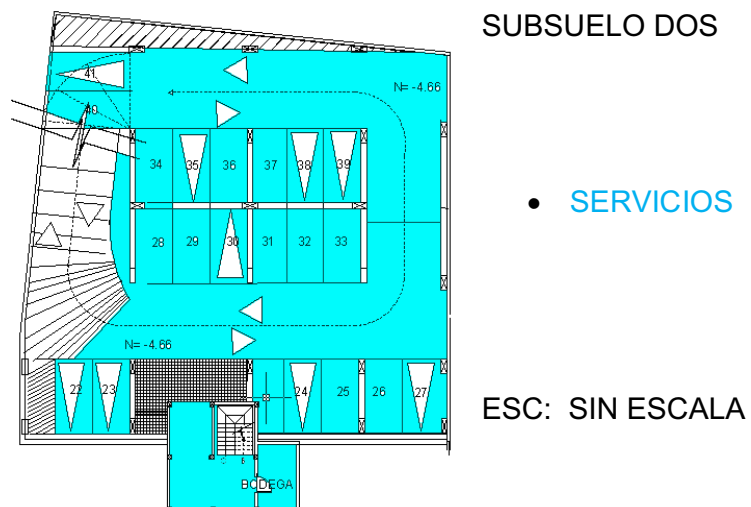 SUBSUELO DOS
41
N= -4.66
40
34 35 36 37 38 39
• SERVICIOS
28 29 30 31 32 33
N= -4.66
22 23 24 25 26 27
ESC: SIN ESCALA
BODEGA